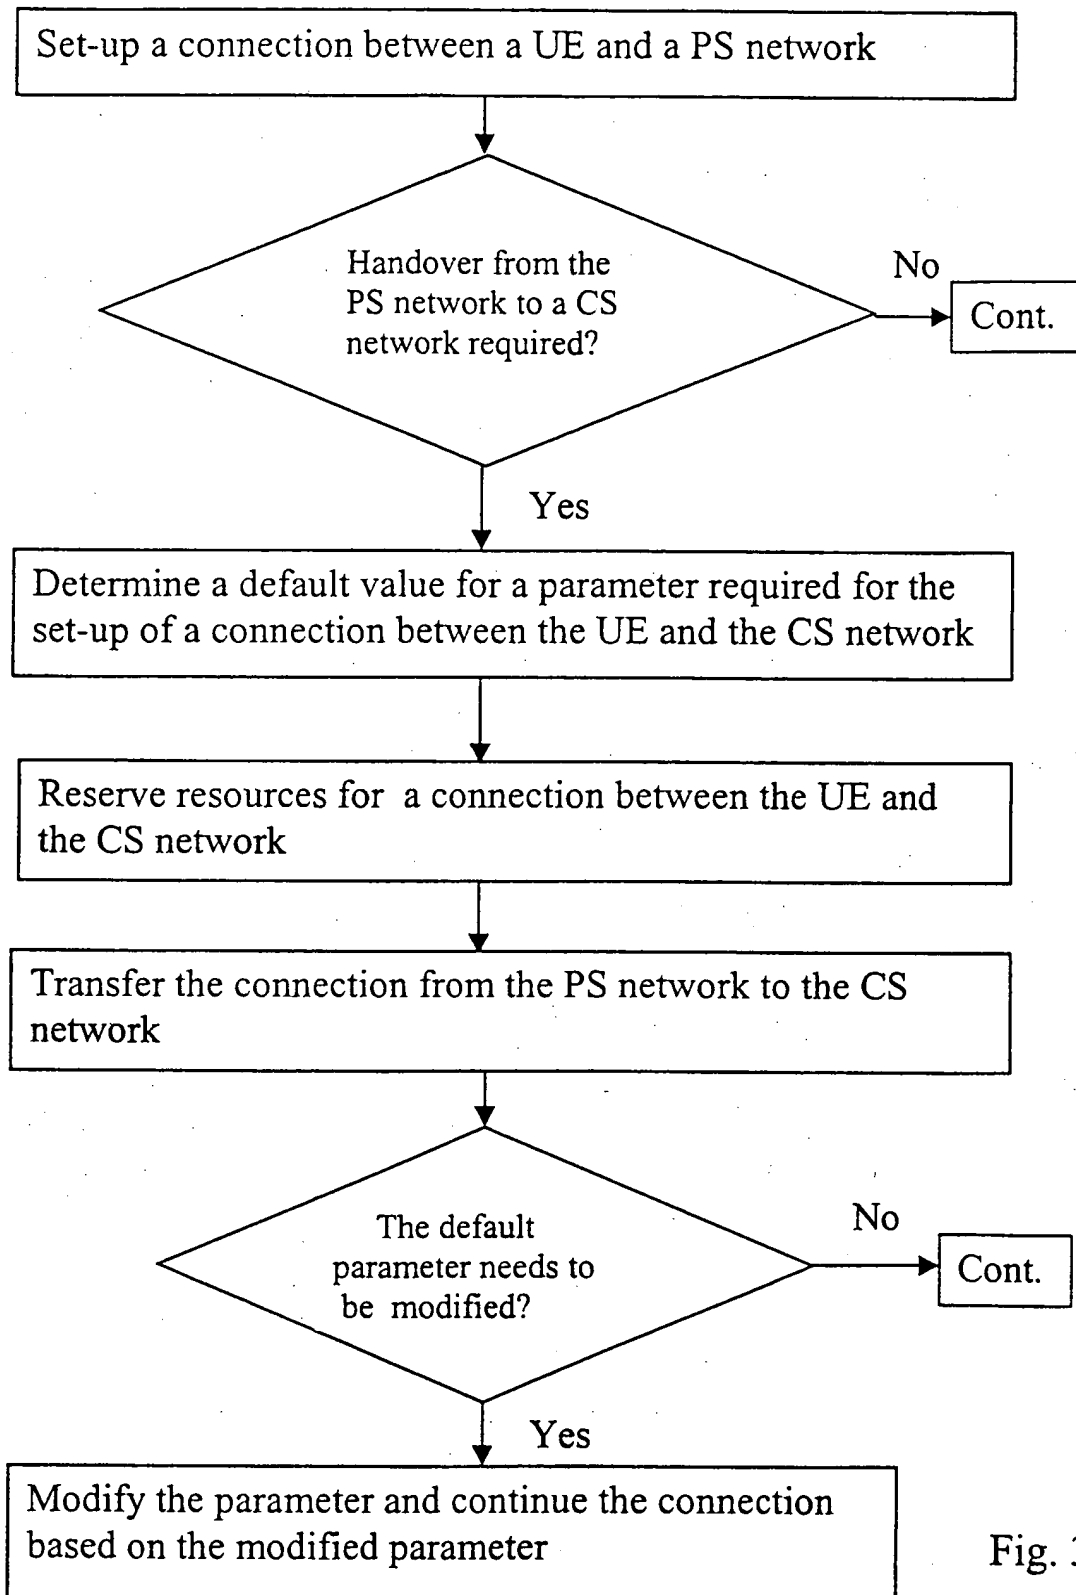 Set-up a connection between a UE and a PS network
Handover from the
PS network to a CS
network required?
No
Cont.
Yes
Determine a default value for a parameter required for the
set-up of a connection between the UE and the CS network
Reserve resources for a connection between the UE and
the CS network
Transfer the connection from the PS network to the CS
network
The default
parameter needs to
be modified?
No
Cont.
Yes
Modify the parameter and continue the connection
based on the modified parameter
Fig. 3